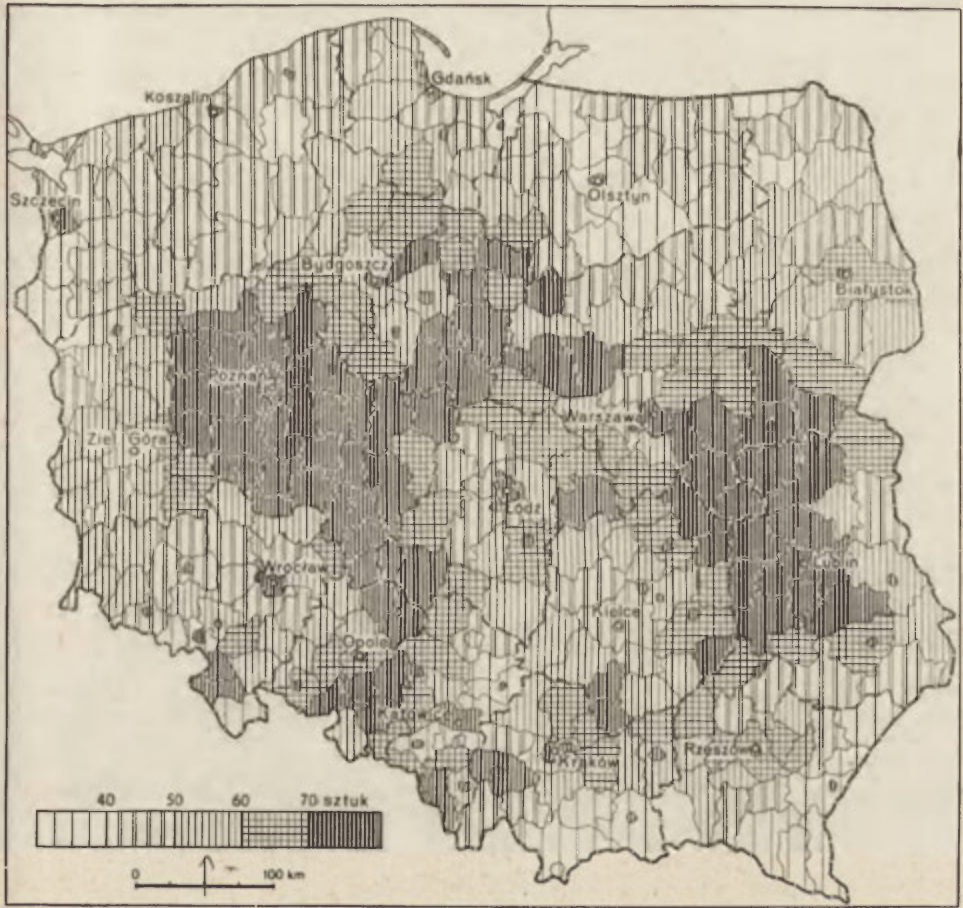 Gdańsk
Koszalin
Szczecin
Olsztyn
Bydgoszcz
Białystok
Poznań
Warszawa
Ziel. Góra
Łódź
Wrocław
Lublin
Kielce
Opole
Katowice
Kraków
Rzeszów
40 50 60 70 sztuk
0 100 km